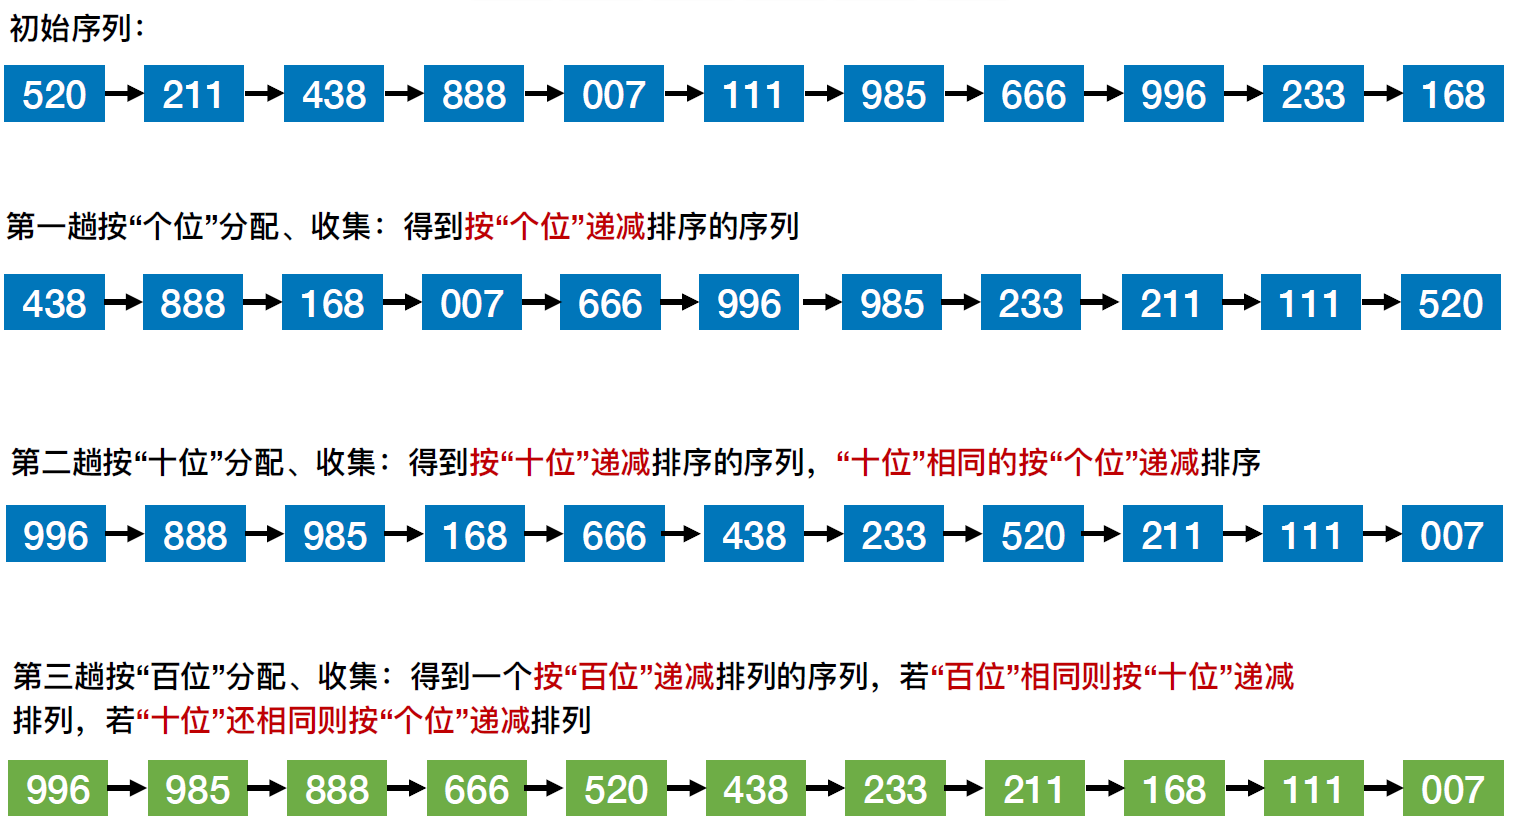 初始序列：
520 211 438 888 007 111 985 666 996 233 168
第一趟按“个位”分配、收集：得到按“个位”递减排序的序列
438 888 168 007 666 996 985 233 211 111 520
第二趟按“十位”分配、收集：得到按“十位”递减排序的序列，“十位”相同的按“个位”递减排序
996 888 985 168 666 438 233 520 211 111 007
第三趟按“百位”分配、收集：得到一个按“百位”递减排列的序列，若“百位”相同则按“十位”递减
排列，若“十位”还相同则按“个位”递减排列
996 985 888 666 520 438 233 211 168 111 007